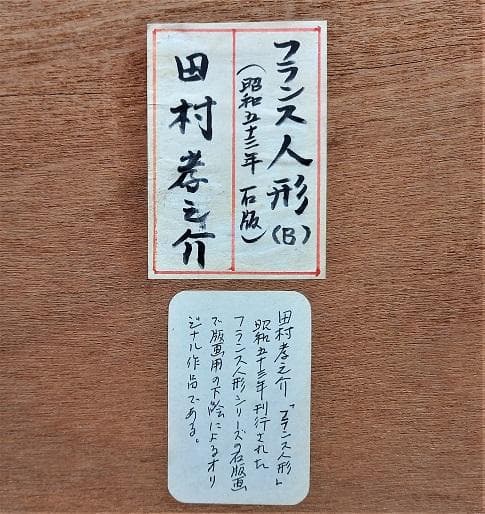 フランス人形(B)
(昭和五十三年 石版)
田村孝之介
田村孝之介「フランス人形」
昭和五十三年刊行された
フランス人形シリーズの石版画
で版画用の下絵によるオリ
ジナル作品である。